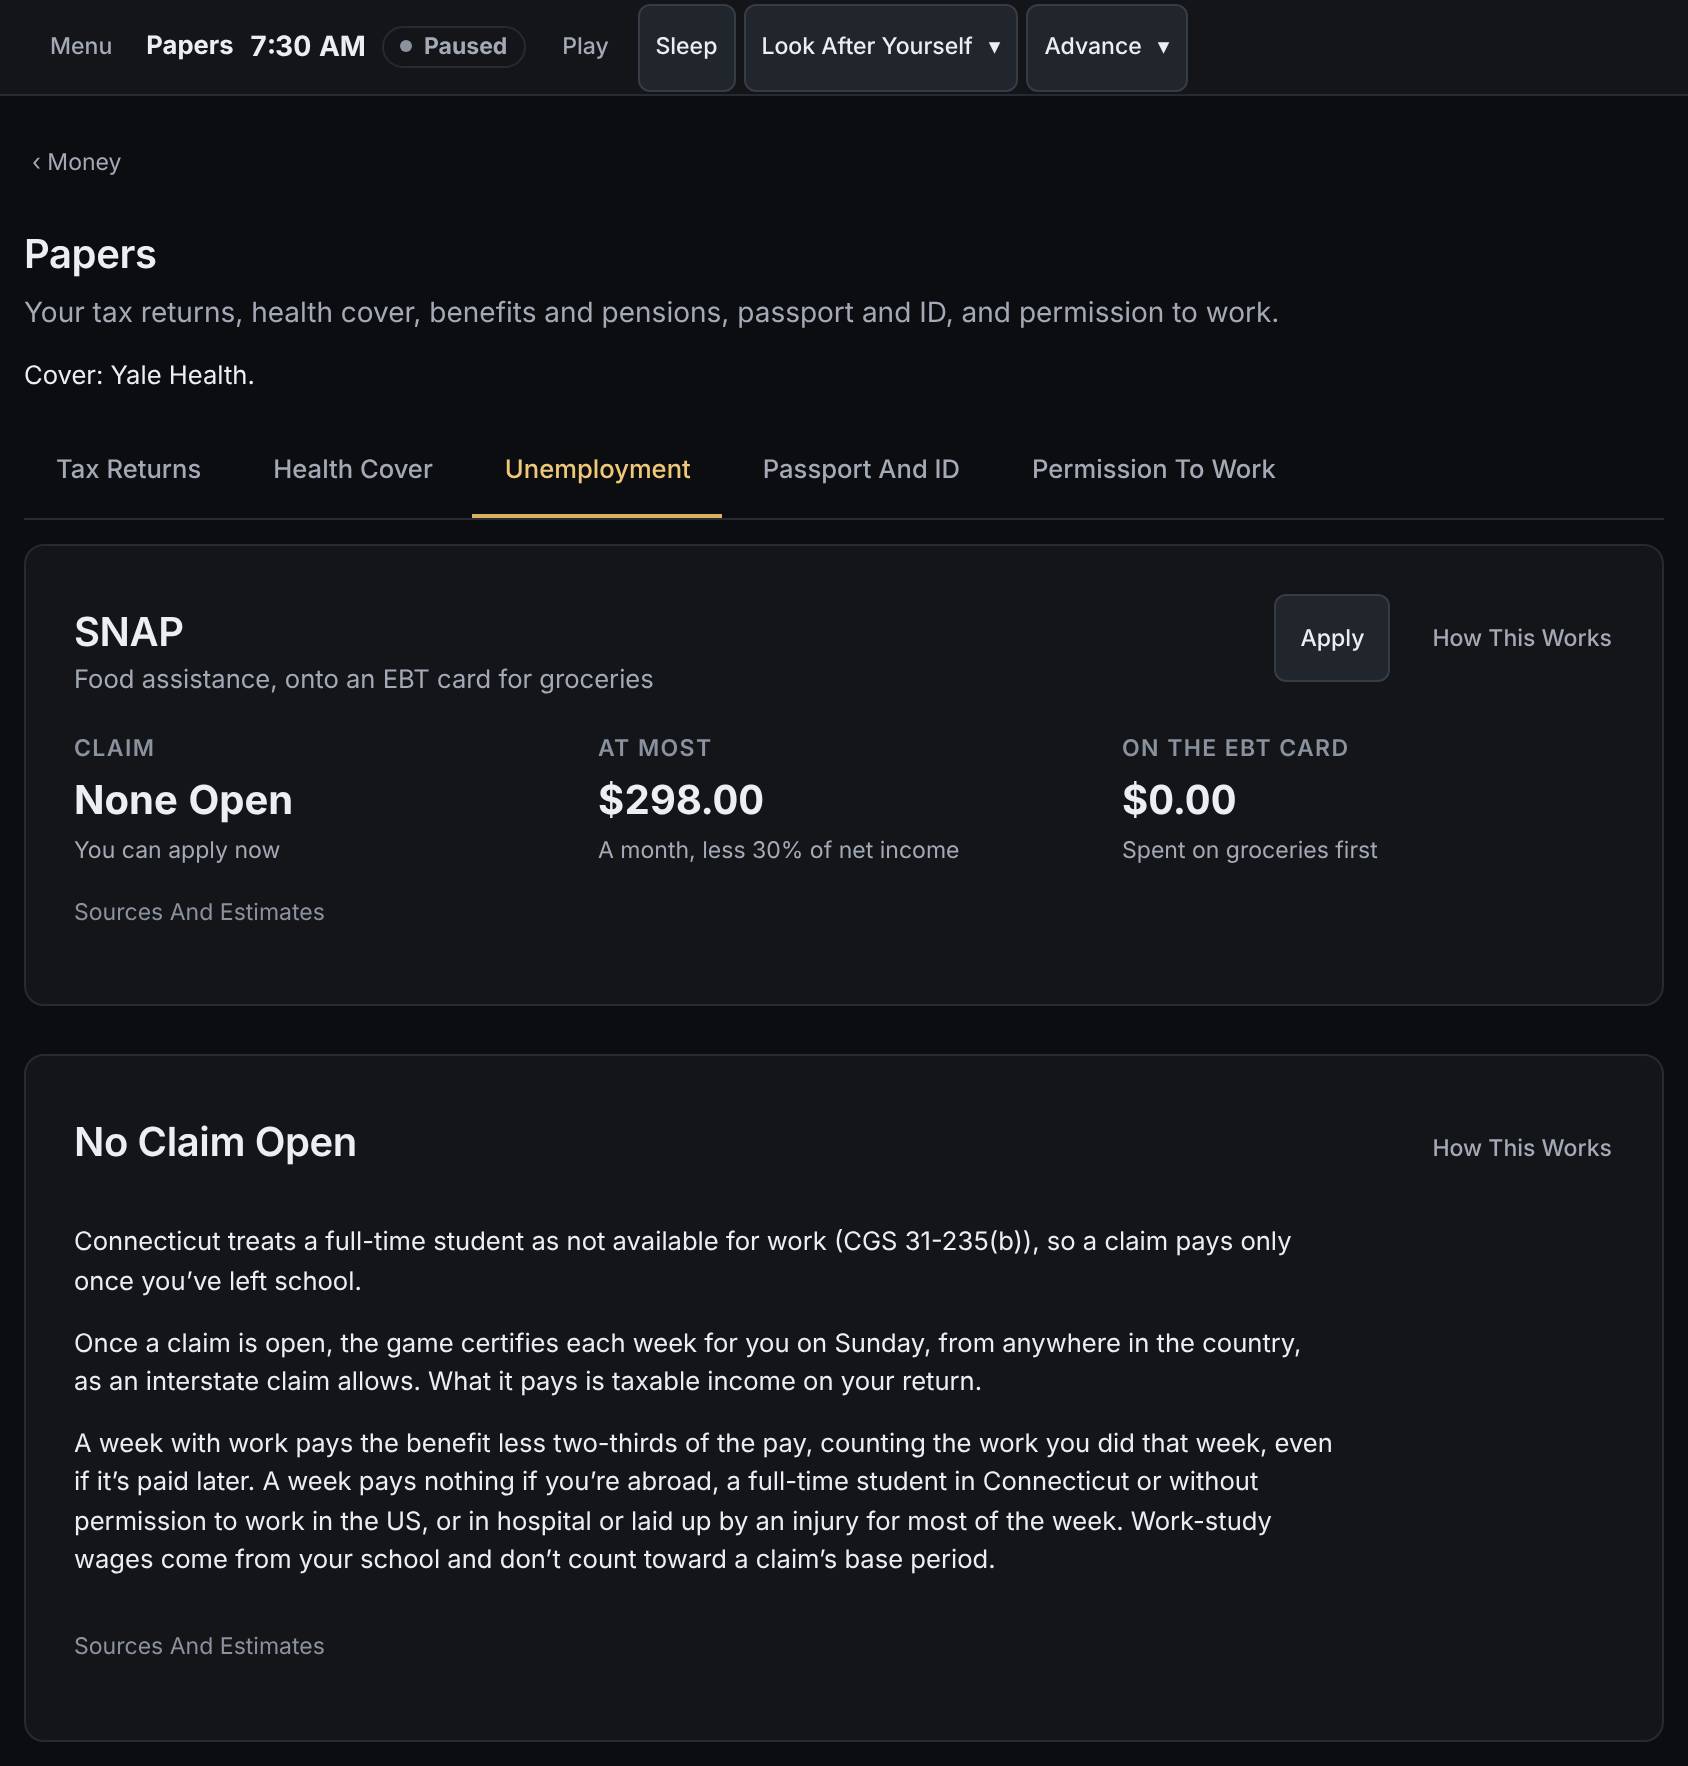 Menu Papers 7:30 AM Paused Play Sleep Look After Yourself ▾ Advance ▾
‹ Money
Papers
Your tax returns, health cover, benefits and pensions, passport and ID, and permission to work.
Cover: Yale Health.
Tax Returns Health Cover Unemployment Passport And ID Permission To Work
SNAP
Apply How This Works
Food assistance, onto an EBT card for groceries
CLAIM AT MOST ON THE EBT CARD
None Open $298.00 $0.00
You can apply now A month, less 30% of net income Spent on groceries first
Sources And Estimates
No Claim Open How This Works
Connecticut treats a full-time student as not available for work (CGS 31-235(b)), so a claim pays only
once you’ve left school.
Once a claim is open, the game certifies each week for you on Sunday, from anywhere in the country,
as an interstate claim allows. What it pays is taxable income on your return.
A week with work pays the benefit less two-thirds of the pay, counting the work you did that week, even
if it’s paid later. A week pays nothing if you’re abroad, a full-time student in Connecticut or without
permission to work in the US, or in hospital or laid up by an injury for most of the week. Work-study
wages come from your school and don’t count toward a claim’s base period.
Sources And Estimates